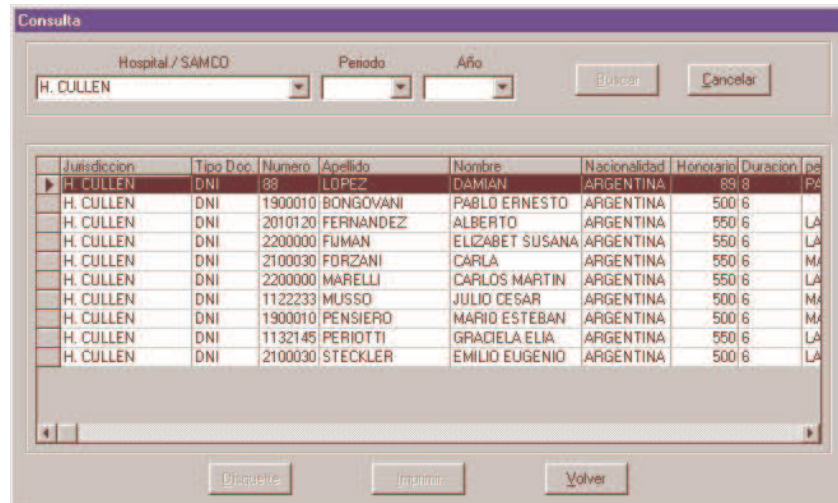 Consulta
Hospital / SAMCO Periodo Año
H. CULLEN Buscar Cancelar
Jurisdiccion Tipo Doc. Numero Apellido Nombre Nacionalidad Honorario Duracion pe
H. CULLEN DNI 88 LOPEZ DAMIAN ARGENTINA 89 8 PA
H. CULLEN DNI 1900010 BONGOVANI PABLO ERNESTO ARGENTINA 500 6
H. CULLEN DNI 2010120 FERNANDEZ ALBERTO ARGENTINA 550 6 LA
H. CULLEN DNI 2200000 FIJMAN ELIZABET SUSANA ARGENTINA 550 6 LA
H. CULLEN DNI 2100030 FORZANI CARLA ARGENTINA 550 6 MA
H. CULLEN DNI 2200000 MARELLI CARLOS MARTIN ARGENTINA 500 6 LA
H. CULLEN DNI 1122233 MUSSO JULIO CESAR ARGENTINA 500 6 MA
H. CULLEN DNI 1900010 PENSIERO MARIO ESTEBAN ARGENTINA 500 6 MA
H. CULLEN DNI 1132145 PERIOTTI GRACIELA ELIA ARGENTINA 550 6 LA
H. CULLEN DNI 2100030 STECKLER EMILIO EUGENIO ARGENTINA 500 6 LA
Disquette Imprimir Volver